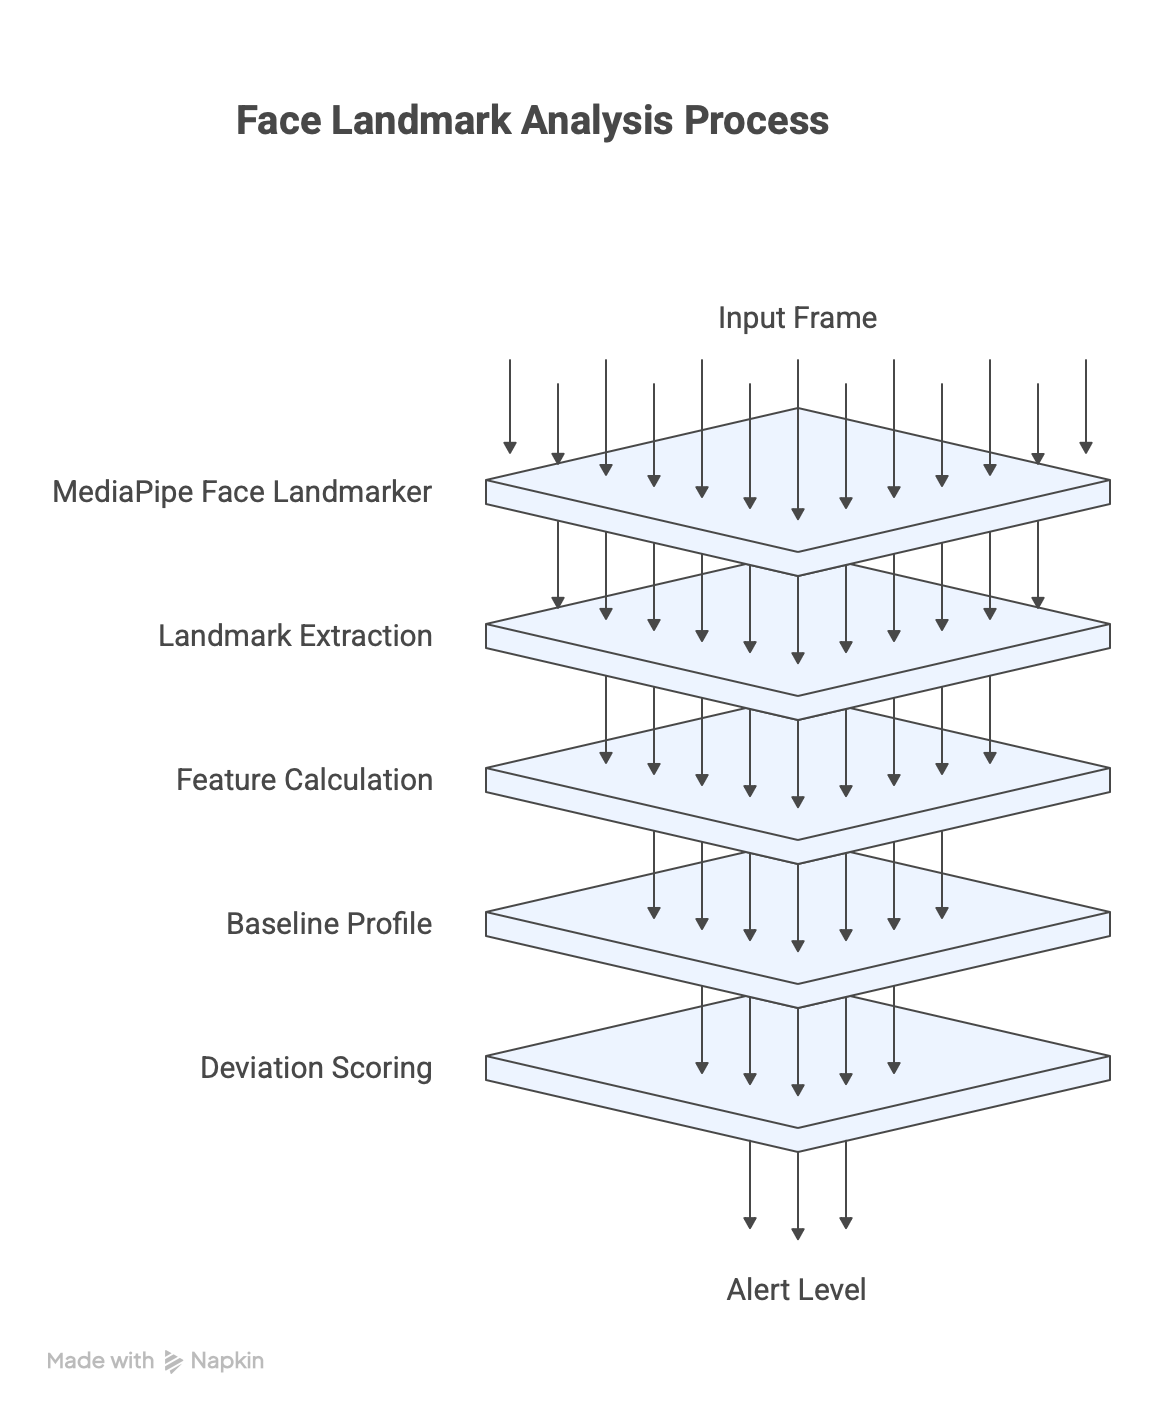 Face Landmark Analysis Process
Input Frame
MediaPipe Face Landmarker
Landmark Extraction
Feature Calculation
Baseline Profile
Deviation Scoring
Alert Level
Made with Napkin